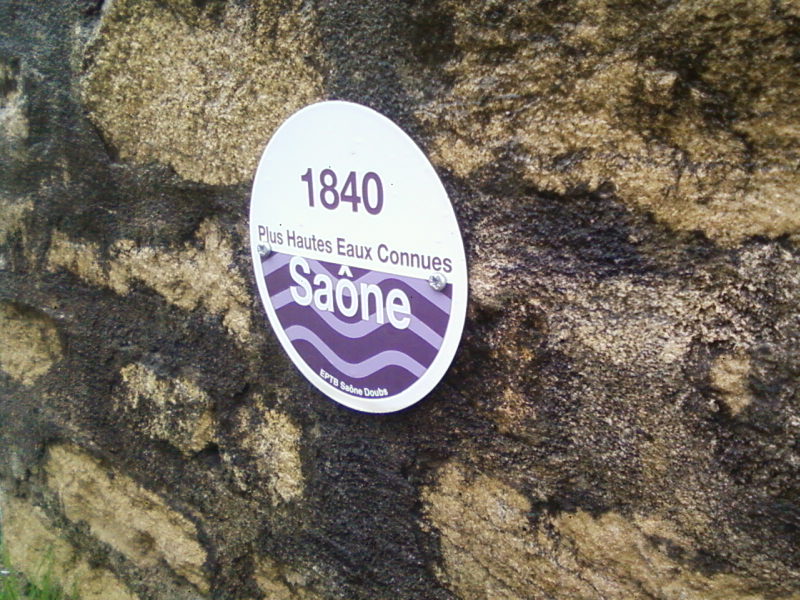 1840
Plus Hautes Eaux Connues
Saône
EPTB Saône Doubs